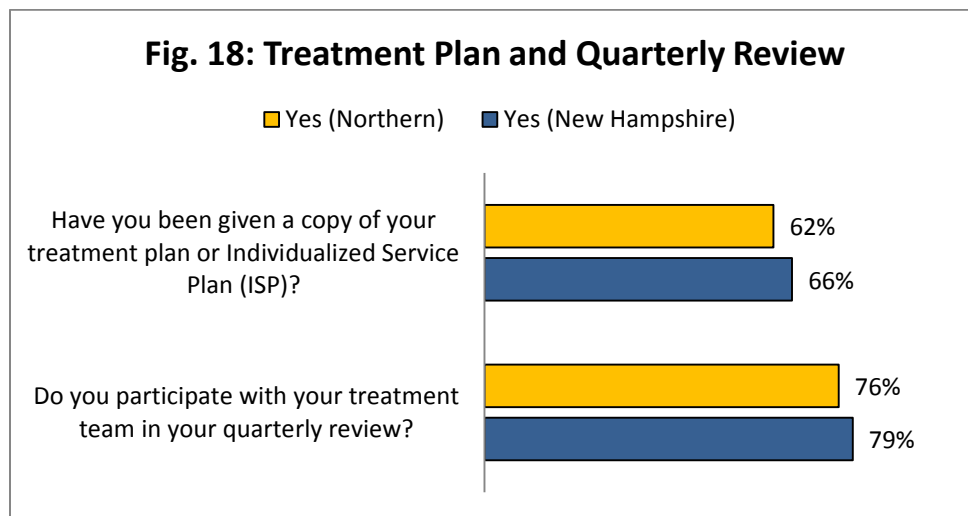 Fig. 18: Treatment Plan and Quarterly Review
Yes (Northern) Yes (New Hampshire)
Have you been given a copy of your
treatment plan or Individualized Service
Plan (ISP)?
62%
66%
Do you participate with your treatment
team in your quarterly review?
76%
79%